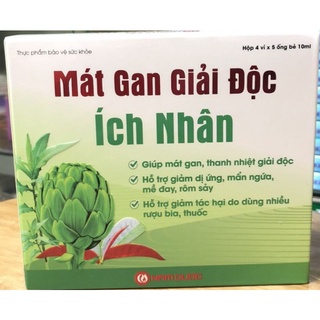 Thực phẩm bảo vệ sức khỏe
Hộp 4 vỉ x 5 ống bẻ 10ml
Mát Gan Giải Độc
Ích Nhân
Giúp mát gan, thanh nhiệt giải độc
Hỗ trợ giảm dị ứng, mẩn ngứa,
mề đay, rôm sảy
Hỗ trợ giảm tác hại do dùng nhiều
rượu bia, thuốc